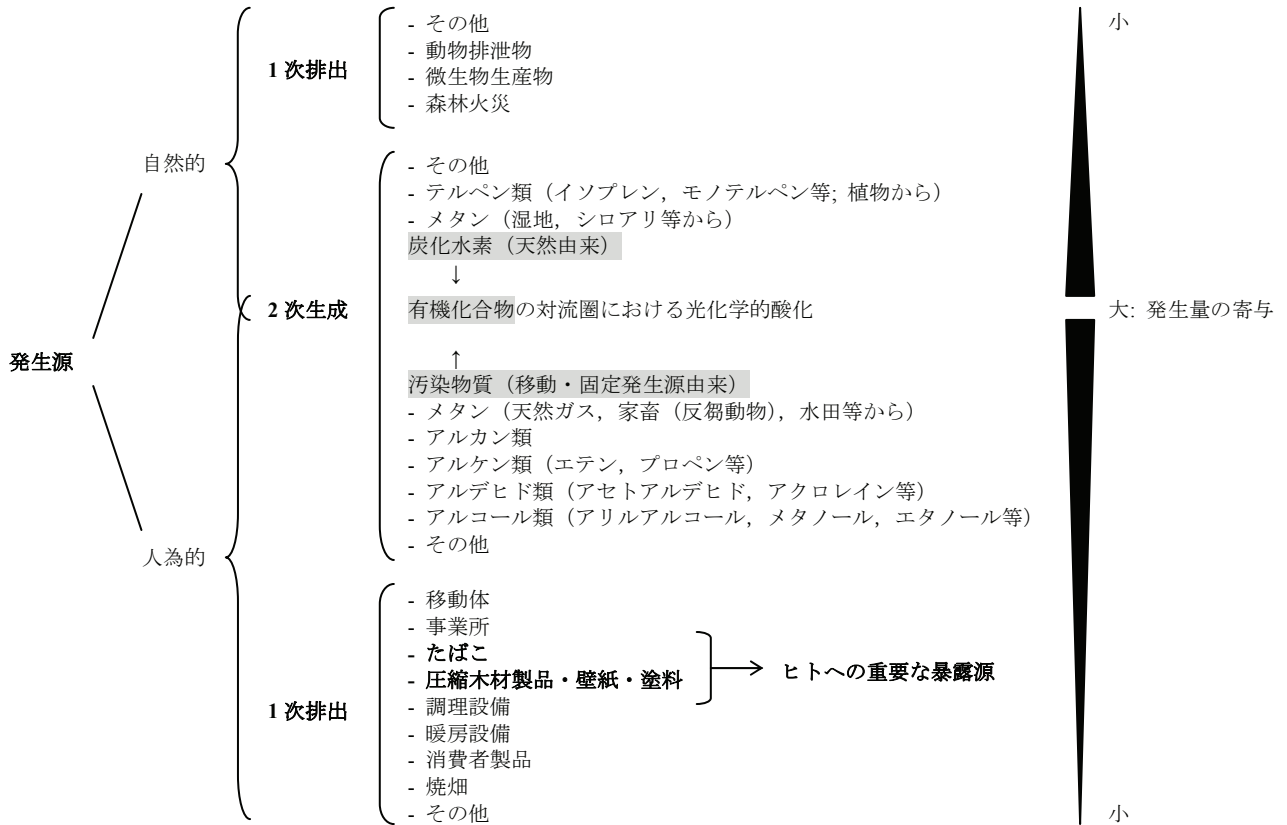 - その他
小
- 動物排泄物
1 次排出
- 微生物生産物
- 森林火災
自然的
- その他
- テルペン類（イソプレン，モノテルペン等; 植物から）
- メタン（湿地，シロアリ等から）
炭化水素（天然由来）
↓
2 次生成
有機化合物の対流圏における光化学的酸化
大: 発生量の寄与
発生源
↑
汚染物質（移動・固定発生源由来）
- メタン（天然ガス，家畜（反芻動物），水田等から）
- アルカン類
- アルケン類（エテン，プロペン等）
- アルデヒド類（アセトアルデヒド，アクロレイン等）
- アルコール類（アリルアルコール，メタノール，エタノール等）
- その他
人為的
- 移動体
- 事業所
- たばこ
- 圧縮木材製品・壁紙・塗料
ヒトへの重要な暴露源
1 次排出
- 調理設備
- 暖房設備
- 消費者製品
- 焼畑
- その他
小